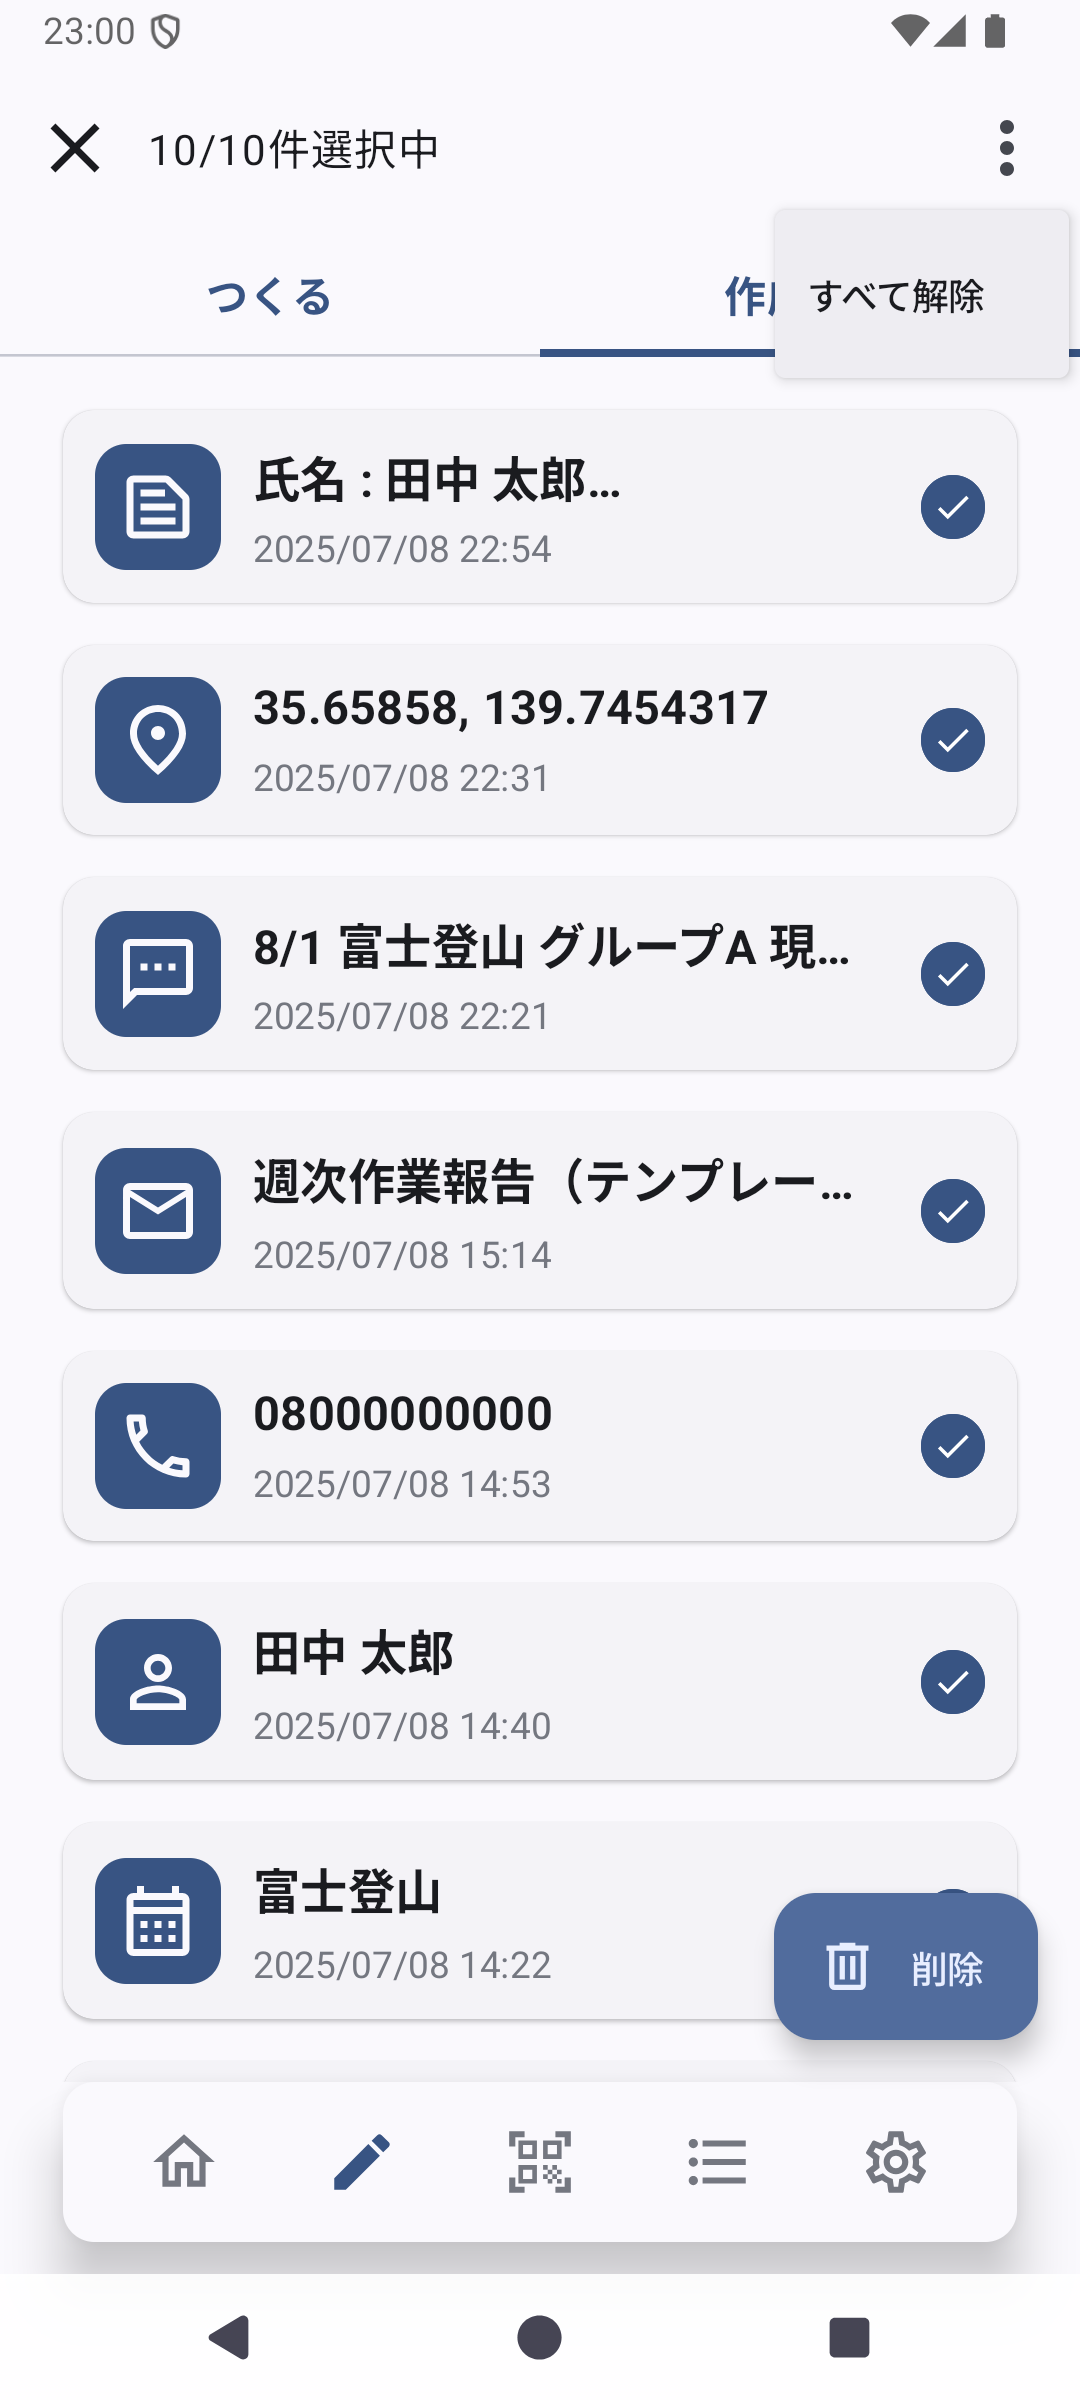 23:00
10/10件選択中
つくる
作
すべて解除
氏名 : 田中 太郎...
2025/07/08 22:54
35.65858, 139.7454317
2025/07/08 22:31
8/1 富士登山 グループA 現...
2025/07/08 22:21
週次作業報告（テンプレー...
2025/07/08 15:14
08000000000
2025/07/08 14:53
田中 太郎
2025/07/08 14:40
富士登山
2025/07/08 14:22
削除